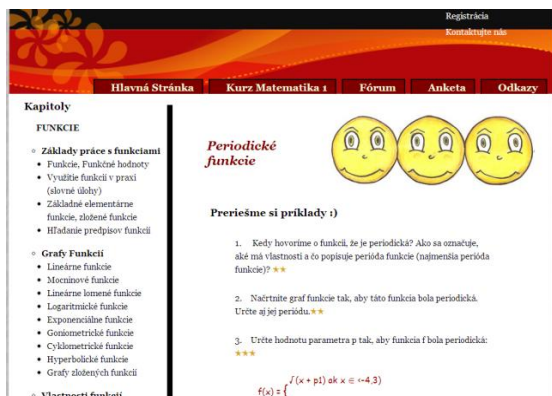 Registrácia
Kontaktujte nás
Hlavná Stránka Kurz Matematika 1 Fórum Anketa Odkazy
Kapitoly
FUNKCIE
Základy práce s funkciami
Funkcie, Funkčné hodnoty
Využitie funkcií v praxi
(slovné úlohy)
Základné elementárne
funkcie, zložené funkcie
Hľadanie predpisov funkcií
Grafy Funkcií
Lineárne funkcie
Mocninové funkcie
Lineárne lomené funkcie
Logaritmické funkcie
Exponenciálne funkcie
Goniometrické funkcie
Cyklometrické funkcie
Hyperbolické funkcie
Grafy zložených funkcií
Vlastnosti funkcií
Periodické
funkcie
Preriešme si príklady :)
1. Kedy hovoríme o funkcii, že je periodická? Ako sa označuje,
aké má vlastnosti a čo popisuje perióda funkcie (najmenšia perióda
funkcie)? ★★
2. Načrtnite graf funkcie tak, aby táto funkcia bola periodická.
Určte aj jej periódu.★★
3. Určte hodnotu parametra p tak, aby funkcia f bola periodická:
★★★
√(x + p1) ak x ∈ <-4,3)
f(x) = {